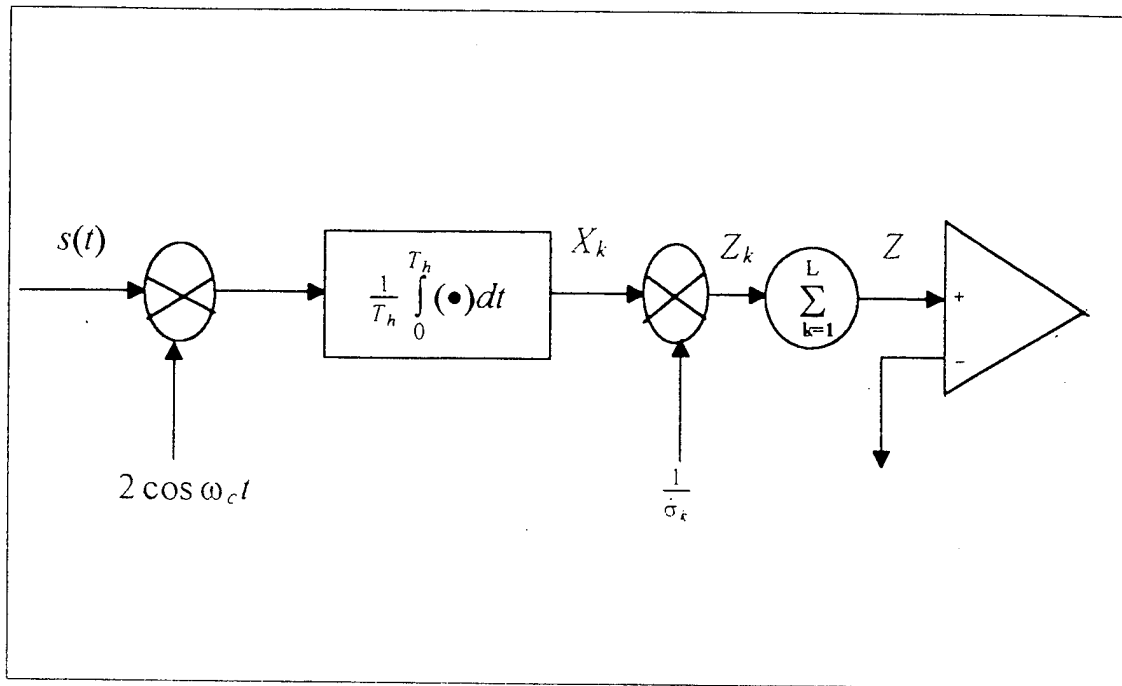 s(t)
2 cos ω_c t
1/T_h ∫_0^{T_h} (•)dt
X_k
1/σ_k
Z_k
L
∑
k=1
Z
+
−